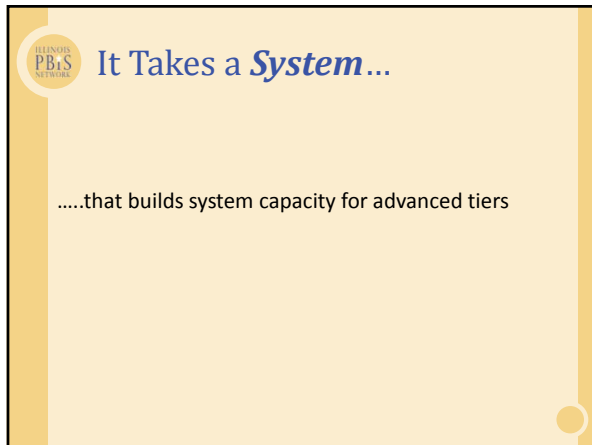 ILLINOIS
PBIS
NETWORK
It Takes a System…
…..that builds system capacity for advanced tiers